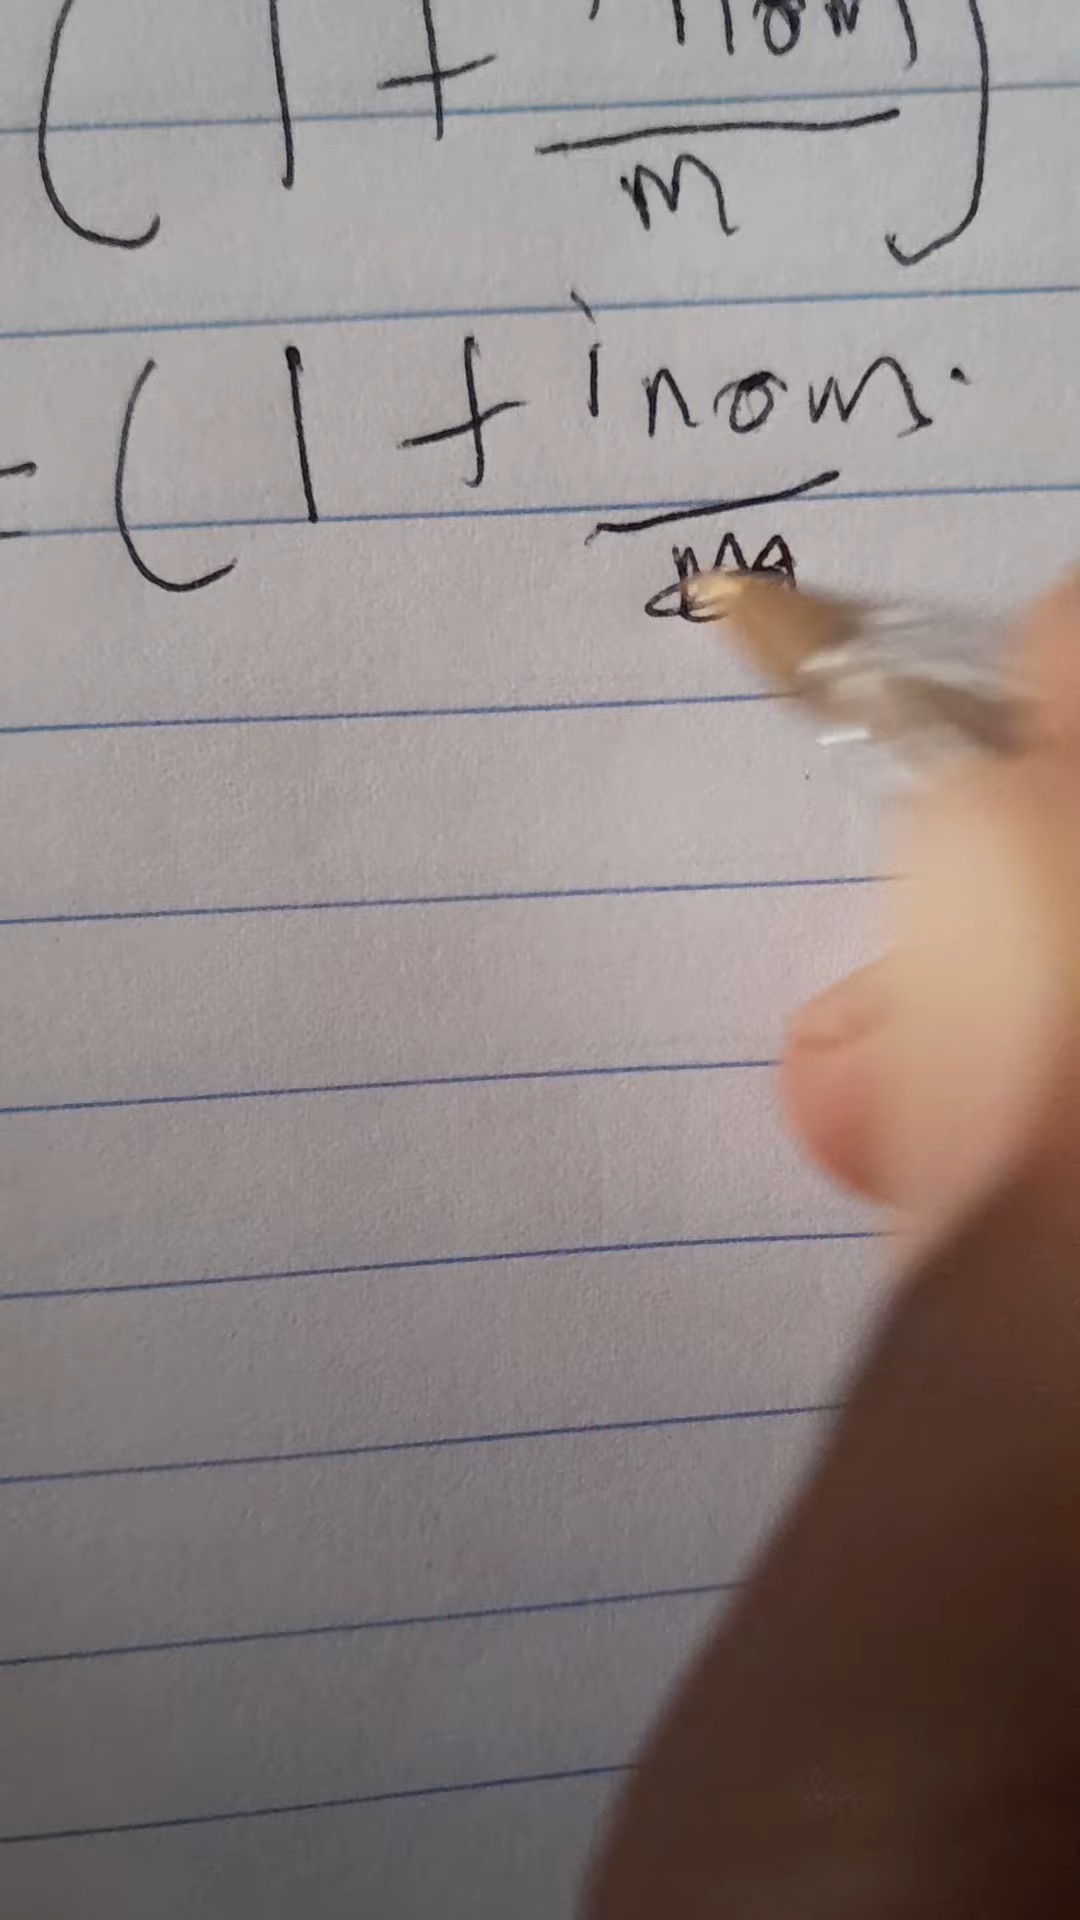 (1 + inom)
m
= (1 + inom.